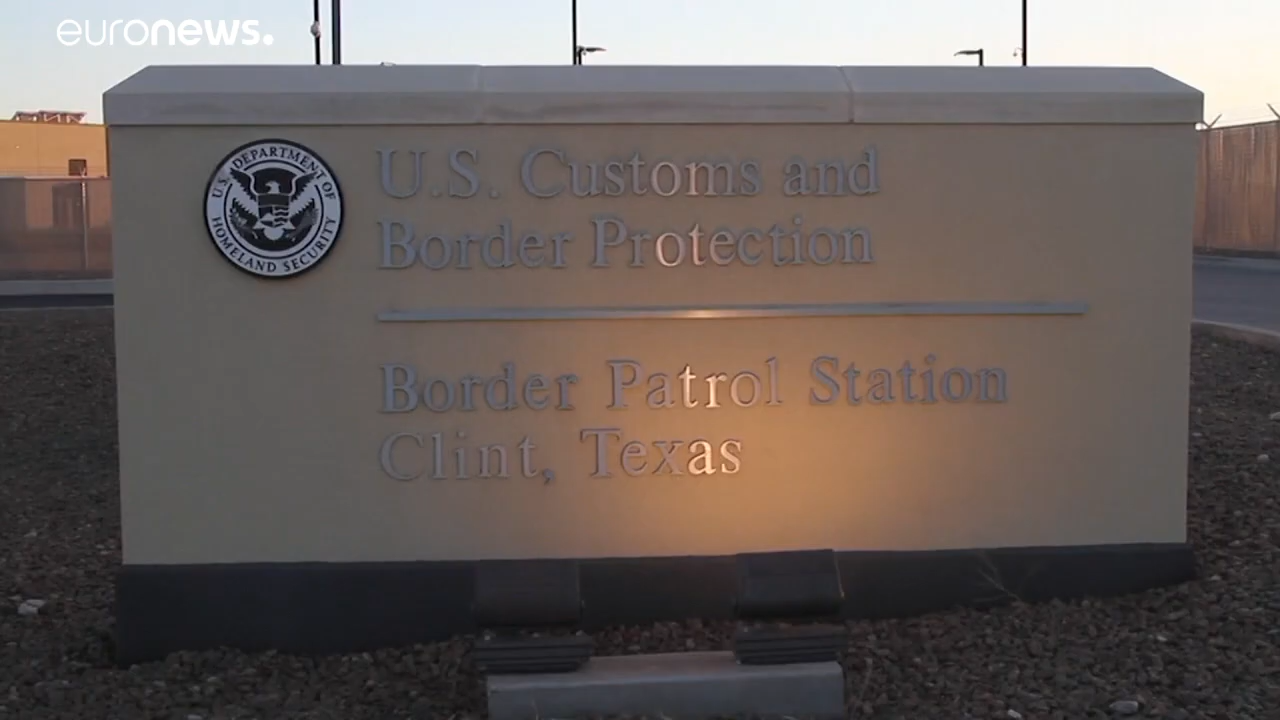 euronews.
U.S. DEPARTMENT OF
HOMELAND SECURITY
U.S. Customs and
Border Protection
Border Patrol Station
Clint, Texas